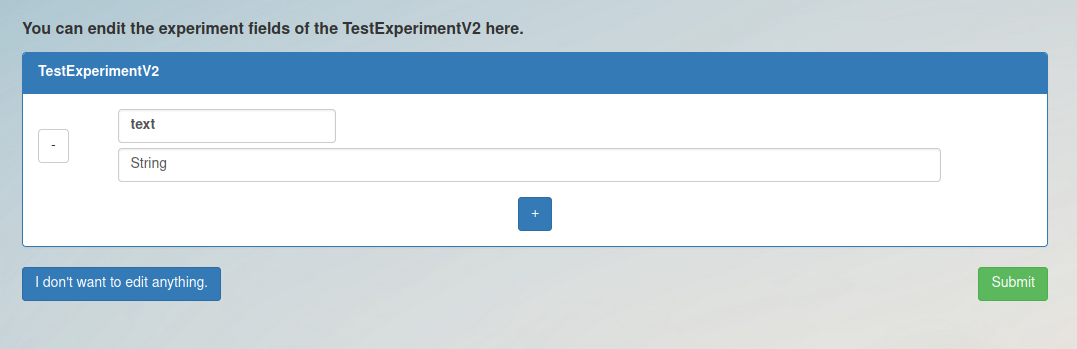 You can endit the experiment fields of the TestExperimentV2 here.
TestExperimentV2
text
-
String
+
I don't want to edit anything.
Submit